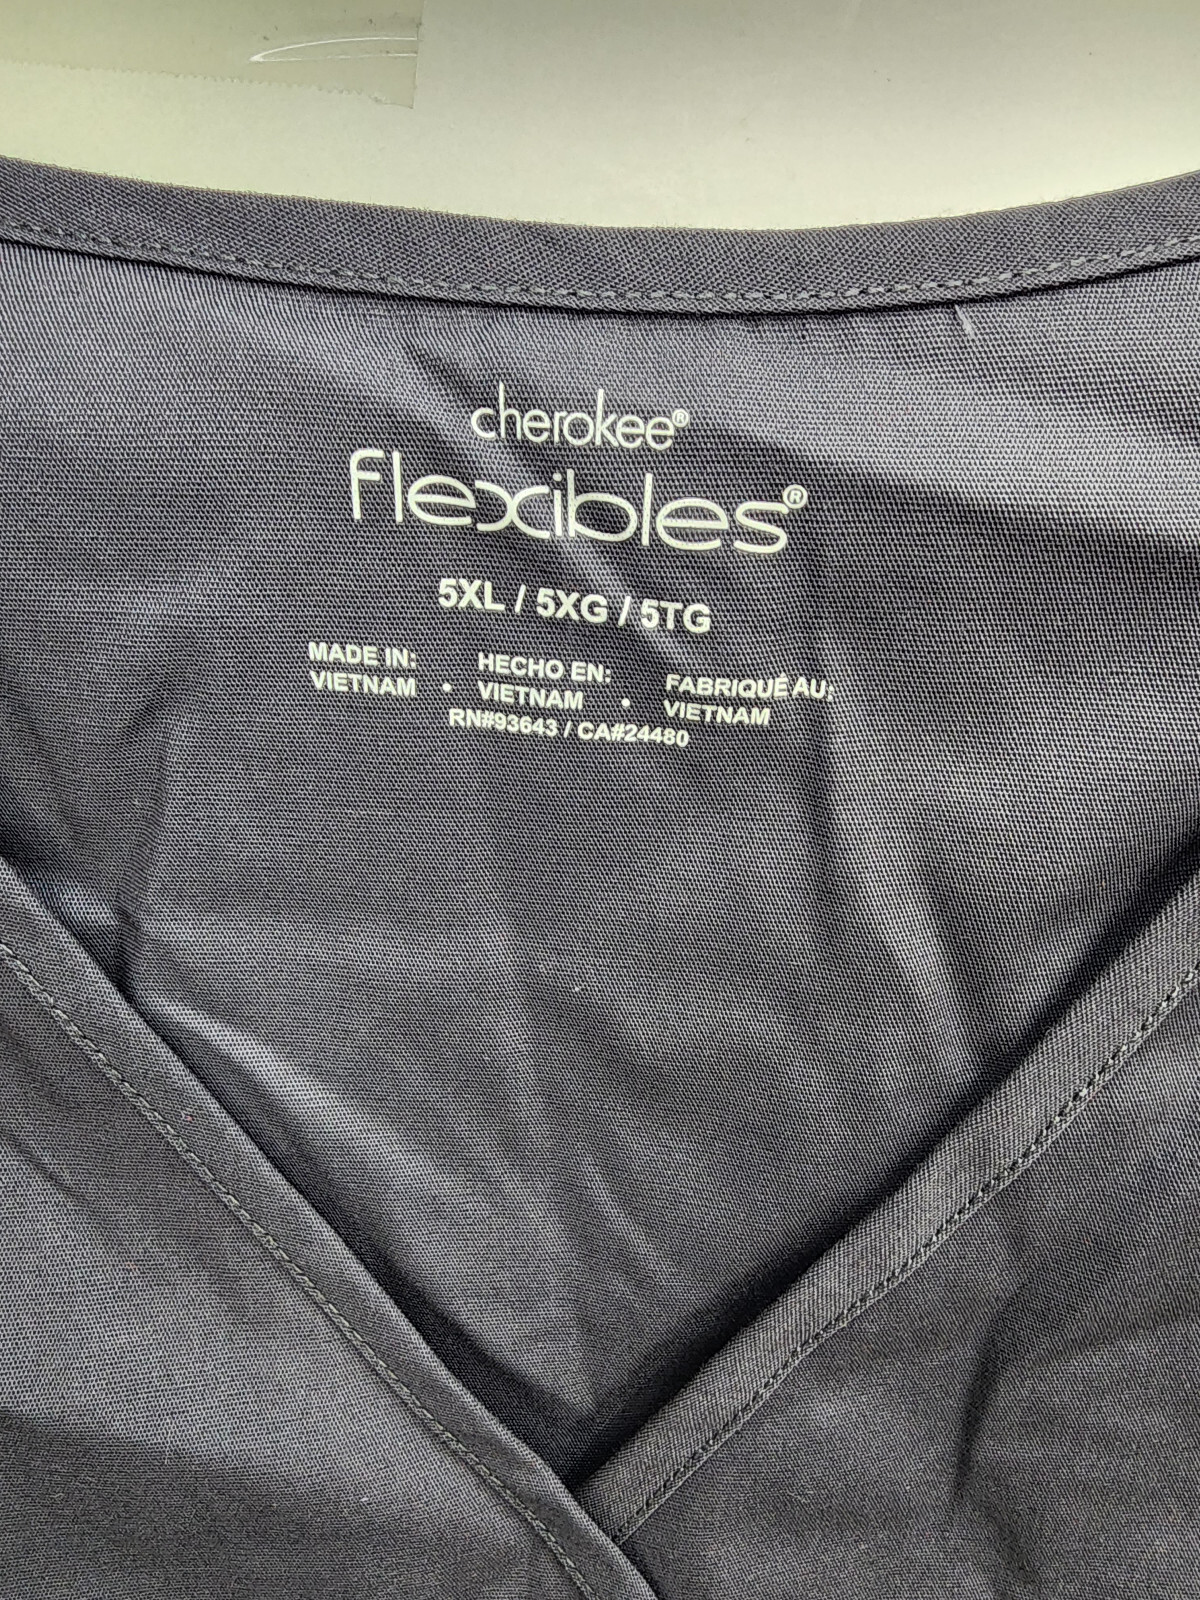 cherokee®
flexibles®
5XL / 5XG / 5TG
MADE IN: HECHO EN: FABRIQUÉ AU:
VIETNAM • VIETNAM • VIETNAM
RN#93643 / CA#24480